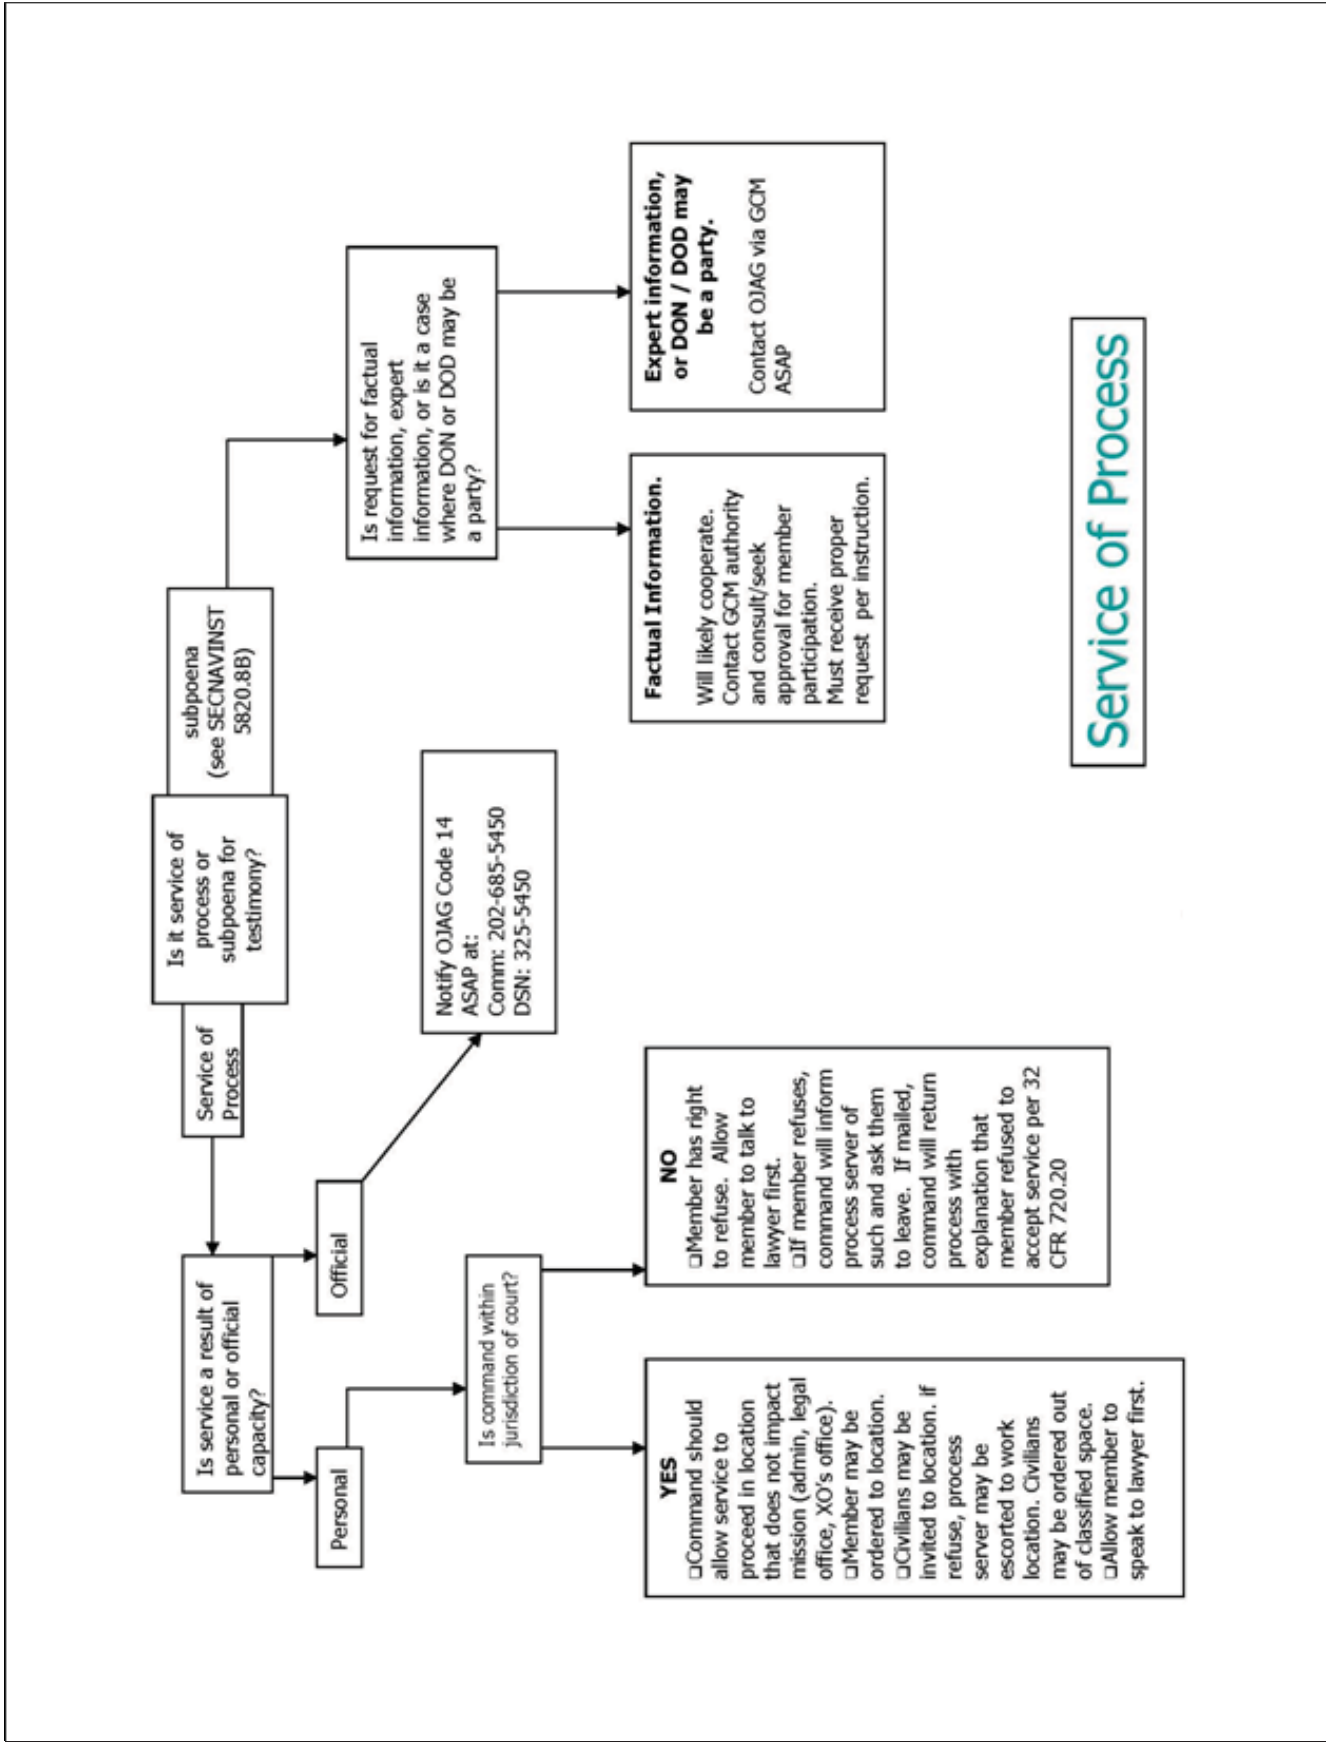 Is it service of
process or
subpoena for
testimony?
Service of
Process
subpoena
(see SECNAVINST
5820.8B)
Is service a result of
personal or official
capacity?
Personal
Official
Notify OJAG Code 14
ASAP at:
Comm: 202-685-5450
DSN: 325-5450
Is command within
jurisdiction of court?
YES
❑Command should
allow service to
proceed in location
that does not impact
mission (admin, legal
office, XO's office).
❑Member may be
ordered to location.
❑Civilians may be
invited to location. if
refuse, process
server may be
escorted to work
location. Civilians
may be ordered out
of classified space.
❑Allow member to
speak to lawyer first.
NO
❑Member has right
to refuse. Allow
member to talk to
lawyer first.
❑If member refuses,
command will inform
process server of
such and ask them
to leave. If mailed,
command will return
process with
explanation that
member refused to
accept service per 32
CFR 720.20
Is request for factual
information, expert
information, or is it a case
where DON or DOD may be
a party?
Factual Information.
Will likely cooperate.
Contact GCM authority
and consult/seek
approval for member
participation.
Must receive proper
request per instruction.
Expert information,
or DON / DOD may
be a party.
Contact OJAG via GCM
ASAP
Service of Process